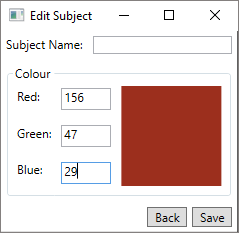 Edit Subject
Subject Name:
Colour
Red: 156
Green: 47
Blue: 29
Back Save